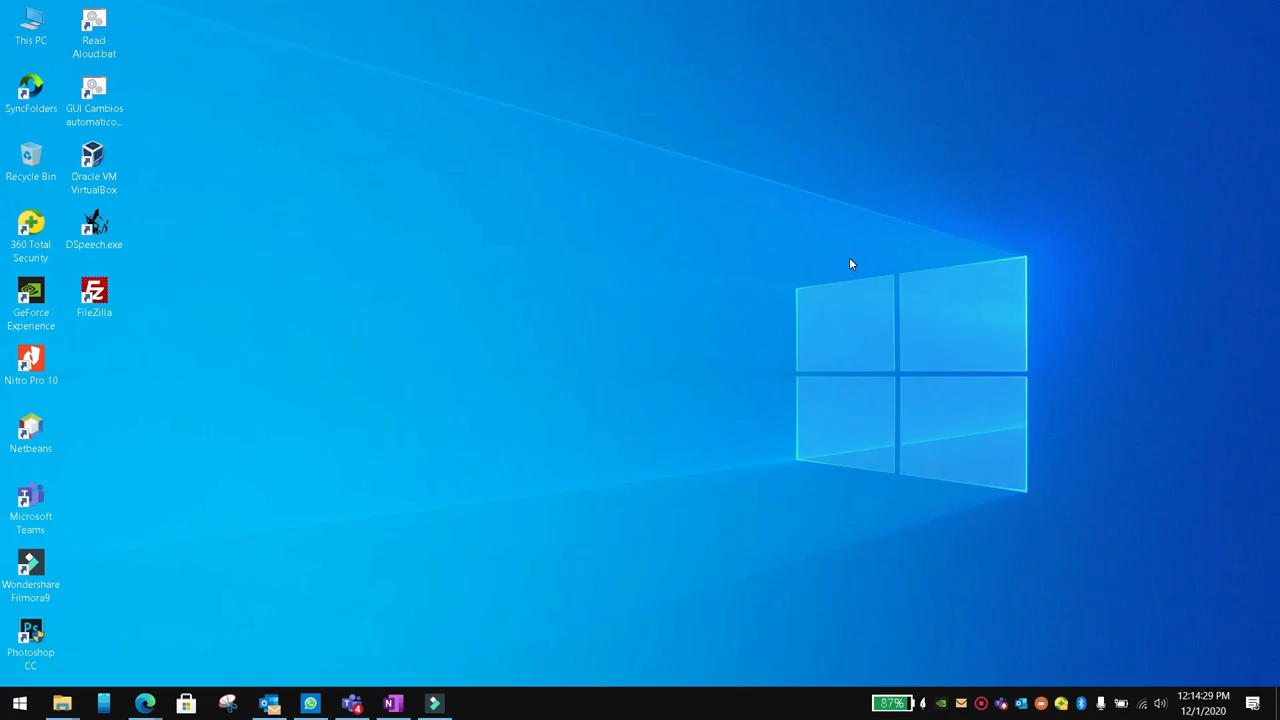 This PC
SyncFolders
Recycle Bin
360 Total
Security
GeForce
Experience
Nitro Pro 10
Netbeans
Microsoft
Teams
Wondershare
Filmora9
Ps
Photoshop
CC
Read
Aloud.bat
GUI Cambios
automatico...
Oracle VM
VirtualBox
DSpeech.exe
FileZilla
4
87%
12:14:29 PM
12/1/2020